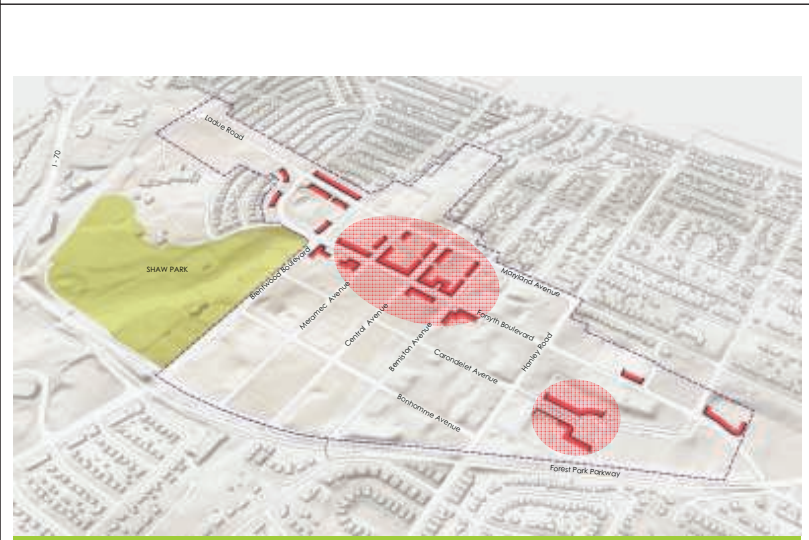 Ladue Road
I - 70
SHAW PARK
Brentwood Boulevard
Maryland Avenue
Meramec Avenue
Forsyth Boulevard
Central Avenue
Bemiston Avenue
Hanley Road
Carondelet Avenue
Bonhomme Avenue
Forest Park Parkway